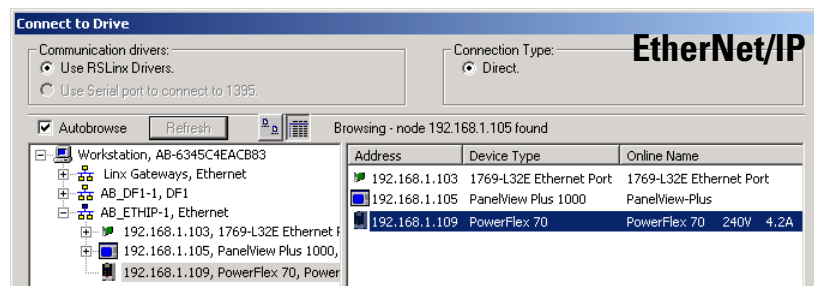 Connect to Drive
Communication drivers:
Use RSLinx Drivers.
Use Serial port to connect to 1395.
Connection Type:
Direct.
EtherNet/IP
Autobrowse Refresh Browsing - node 192.168.1.105 found
Workstation, AB-6345C4EACB83
Linx Gateways, Ethernet
AB_DF1-1, DF1
AB_ETHIP-1, Ethernet
192.168.1.103, 1769-L32E Ethernet
192.168.1.105, PanelView Plus 1000,
192.168.1.109, PowerFlex 70, Power
Address Device Type Online Name
192.168.1.103 1769-L32E Ethernet Port 1769-L32E Ethernet Port
192.168.1.105 PanelView Plus 1000 PanelView-Plus
192.168.1.109 PowerFlex 70 PowerFlex 70 240V 4.2A